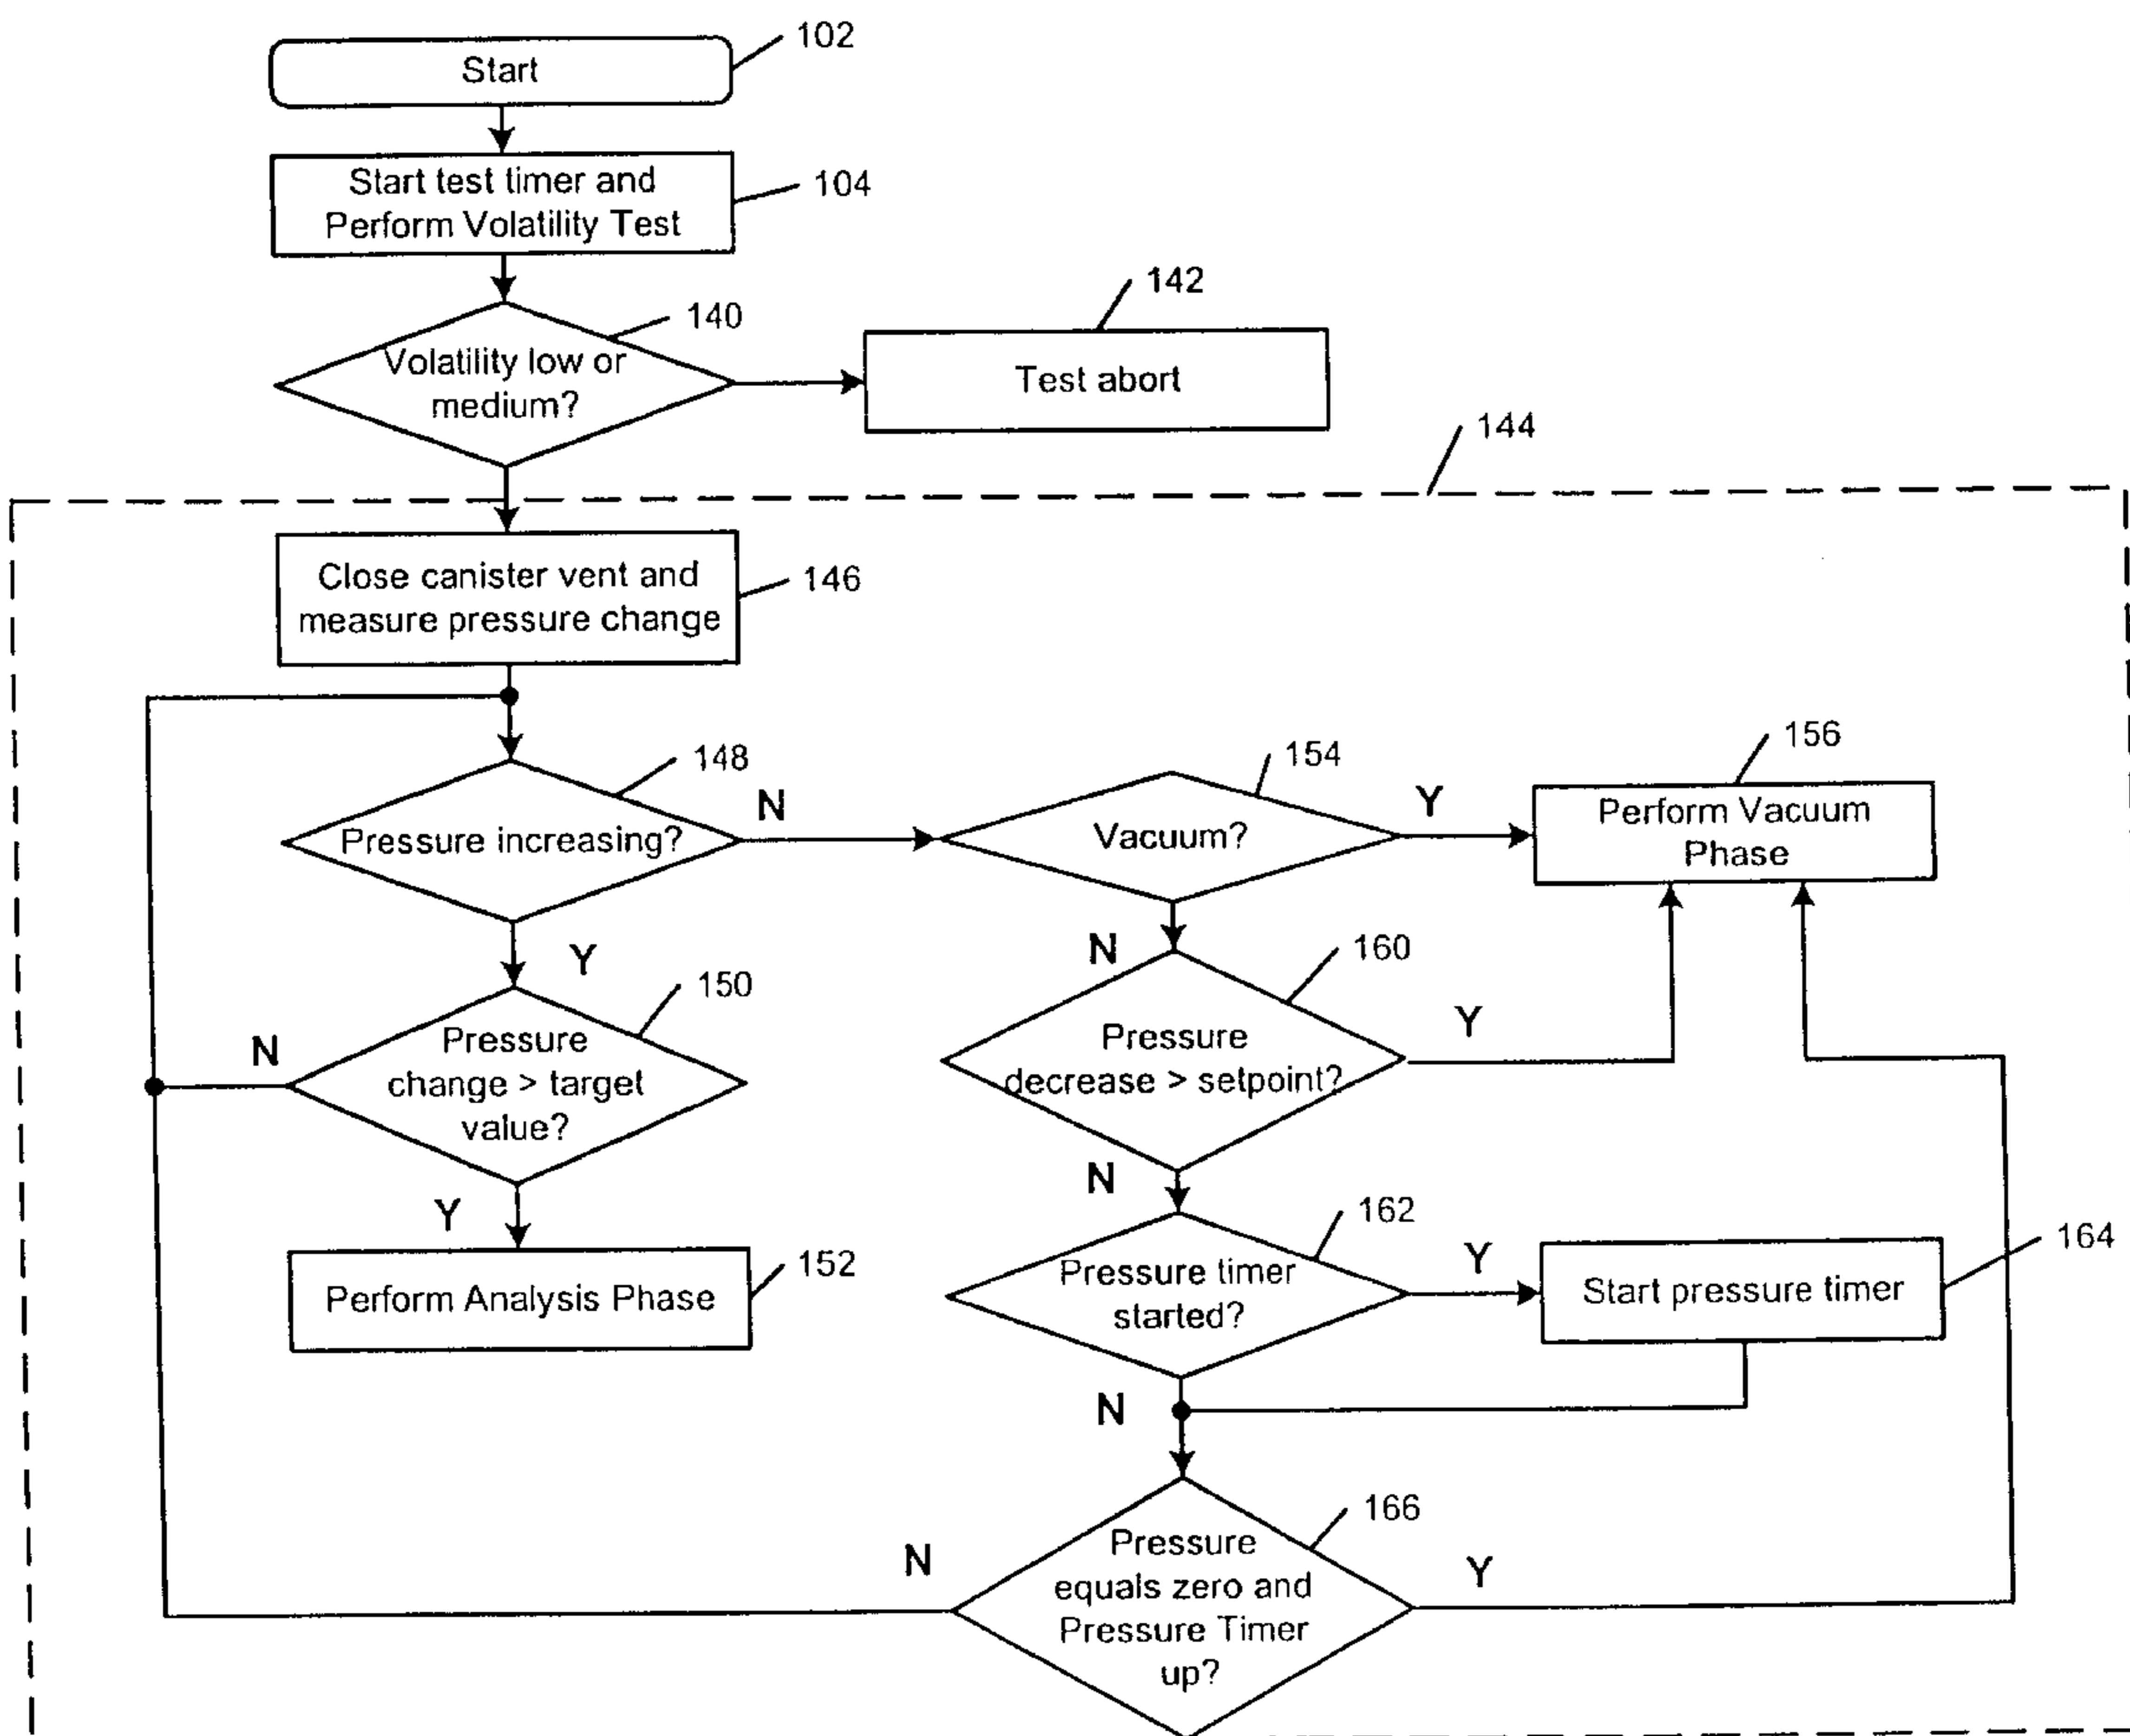 102
Start
Start test timer and
Perform Volatility Test
104
140
Volatility low or
medium?
142
Test abort
144
Close canister vent and
measure pressure change
146
148
Pressure increasing?
N
Y
154
Vacuum?
Y
N
156
Perform Vacuum
Phase
150
Pressure
change > target
value?
N
Y
160
Pressure
decrease > setpoint?
Y
N
152
Perform Analysis Phase
162
Pressure timer
started?
Y
N
164
Start pressure timer
166
Pressure
equals zero and
Pressure Timer
up?
N
Y